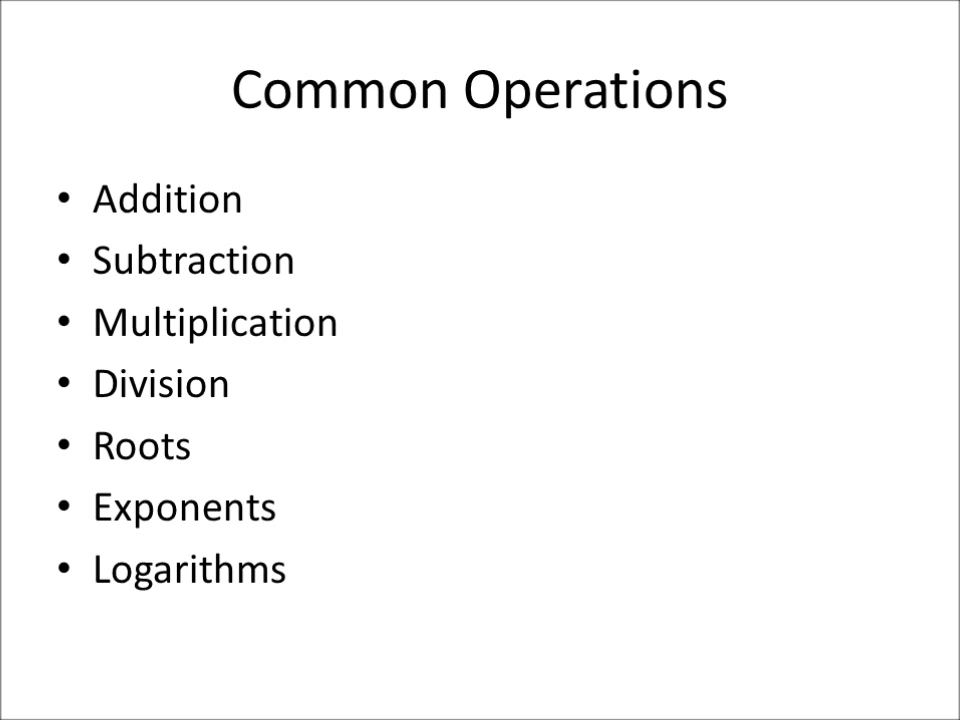 Common Operations
• Addition
• Subtraction
• Multiplication
• Division
• Roots
• Exponents
• Logarithms